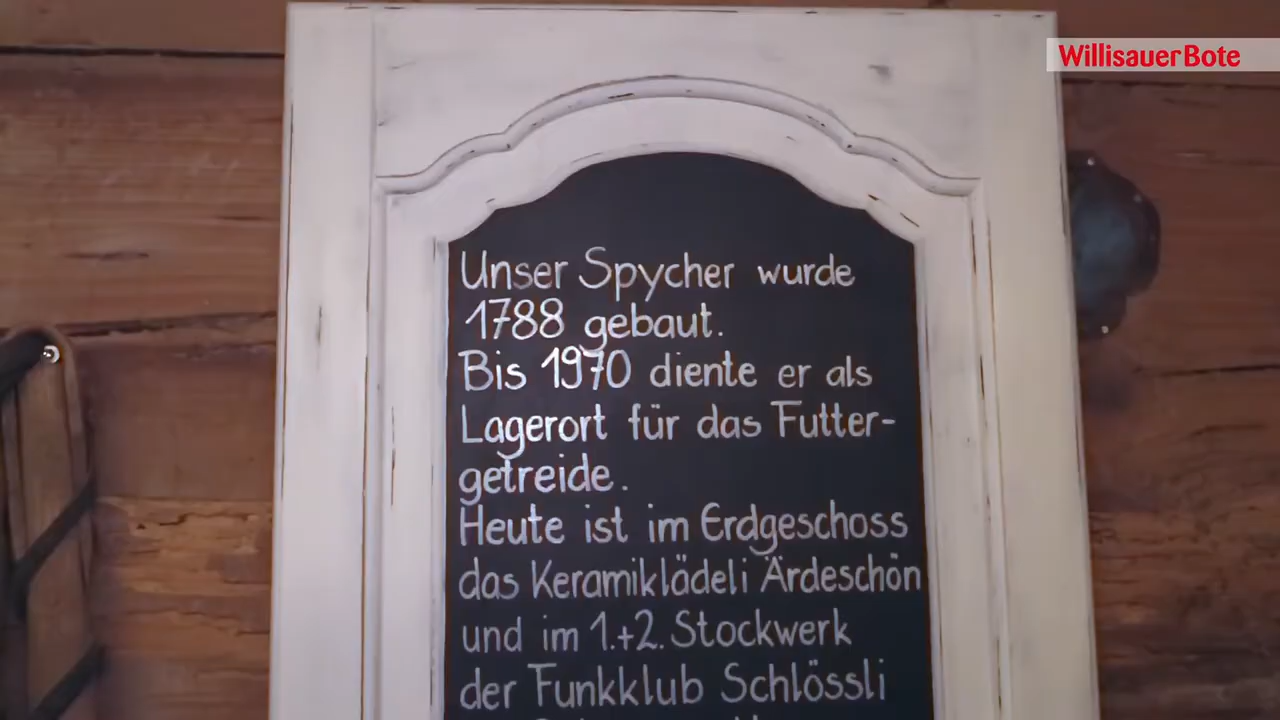 Willisauer Bote
Unser Spycher wurde
1788 gebaut.
Bis 1970 diente er als
Lagerort für das Futter-
getreide.
Heute ist im Erdgeschoss
das Keramiklädeli Ärdeschön
und im 1.+2. Stockwerk
der Funkklub Schlössli